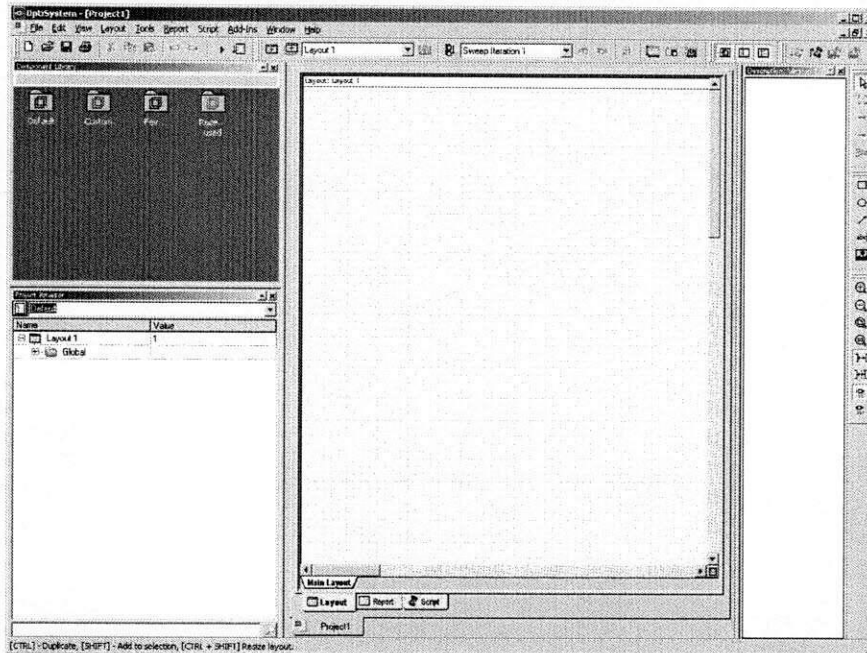 OptiSystem - [Project1]
File Edit View Layout Tools Report Script Add-Ins Window Help
Layout 1
Sweep Iteration 1
Component Library
Layout: Layout 1
Default Custom
used
Project Browser
Name Value
Layout 1 1
Global
Main Layout
Layout Report Script
Project1
[CTRL] - Duplicate, [SHIFT] - Add to selection, [CTRL + SHIFT] Resize layout.